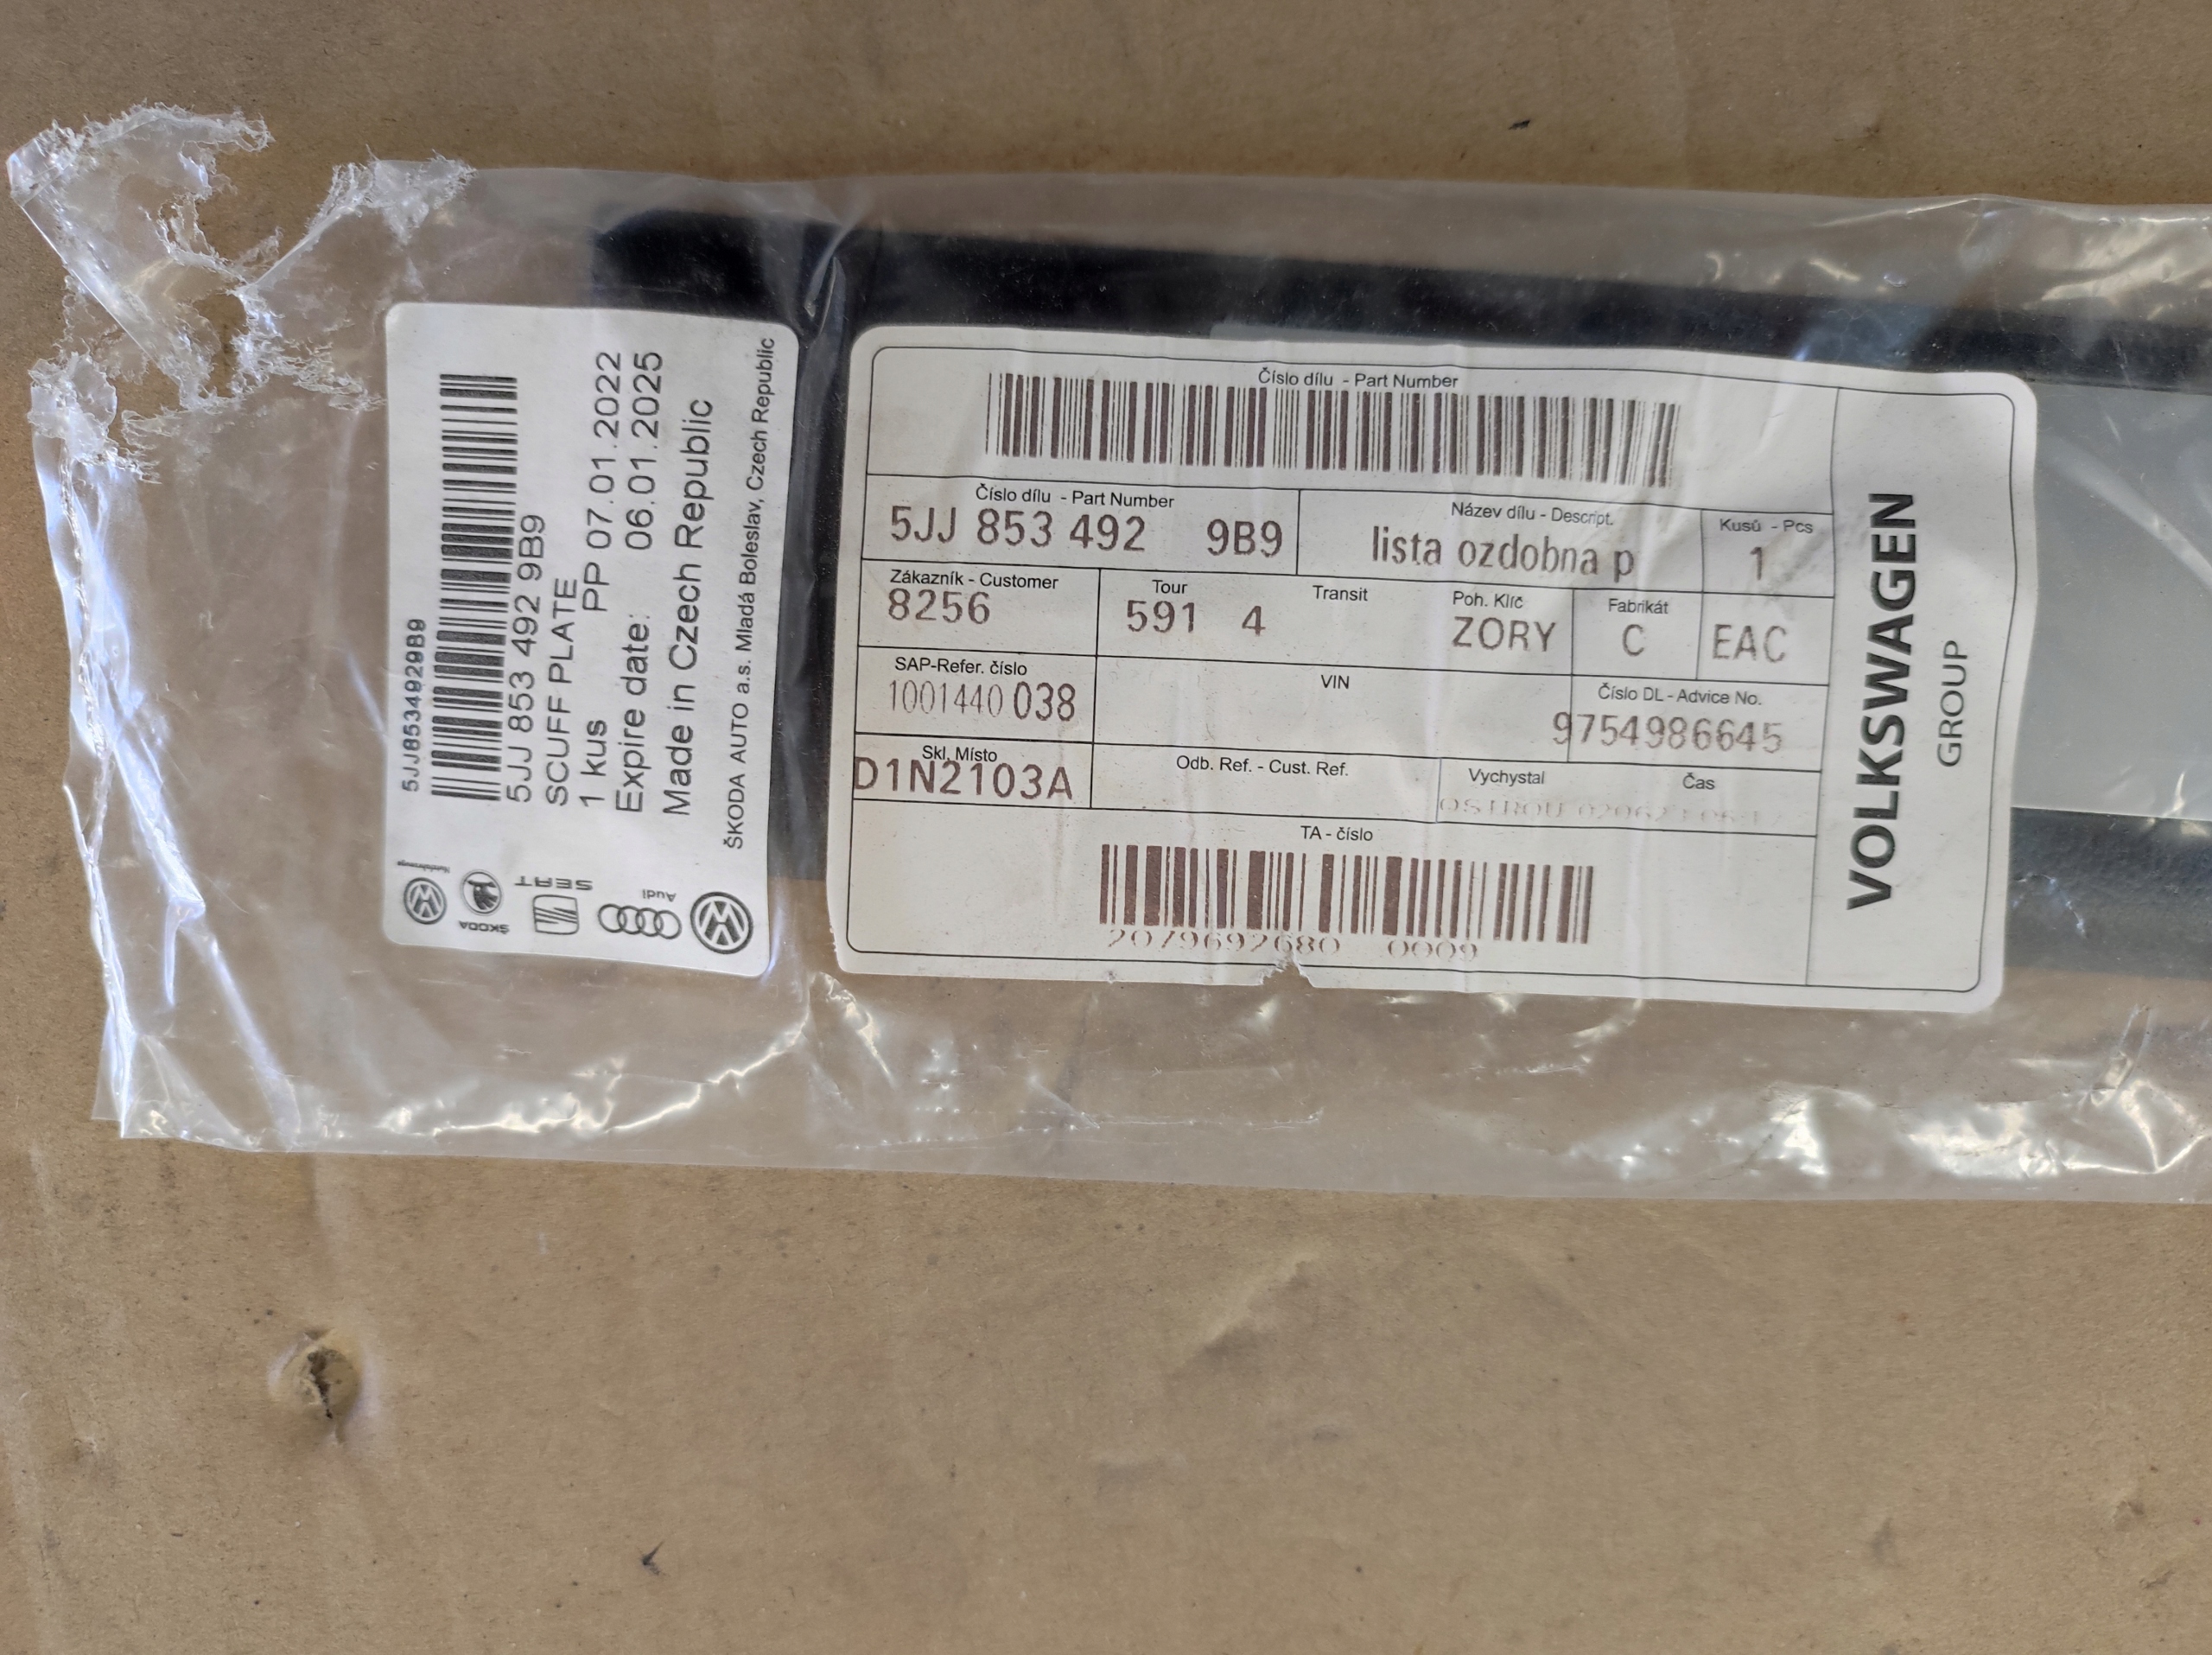 5JJ8534929B9
5JJ 853 492 9B9
SCUFF PLATE
1 kus PP 07.01.2022
Expire date: 06.01.2025
Made in Czech Republic
ŠKODA AUTO a.s. Mladá Boleslav, Czech Republic
ŠKODA
SEAT
Audi
Číslo dílu - Part Number
Číslo dílu - Part Number
5JJ 853 492 9B9
Název dílu - Descript.
lista ozdobna p
Kusů - Pcs
1
Zákazník - Customer
8256
Tour
591 4
Transit
Poh. Klíč
ZORY
Fabrikát
C
EAC
SAP-Refer. číslo
1001440 038
VIN
Číslo DL - Advice No.
9754986645
Skl. Místo
D1N2103A
Odb. Ref. - Cust. Ref.
Vychystal
Čas
TA - číslo
2079692680 0009
VOLKSWAGEN
GROUP